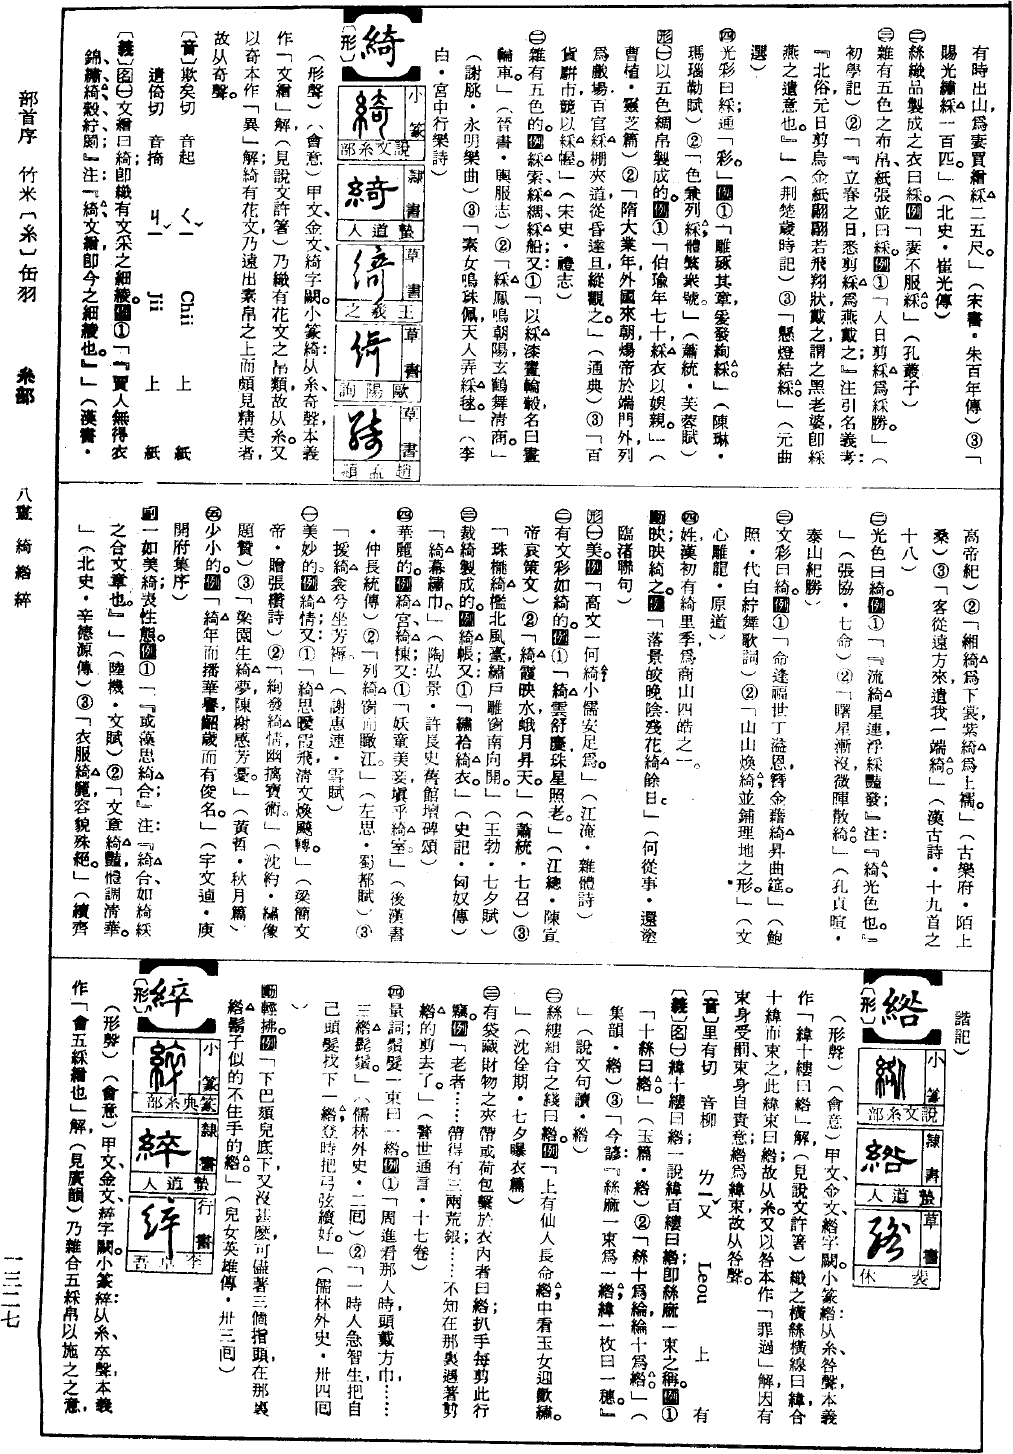 有時出山，爲妻買繒綵二五尺。」（宋書・朱百年傳）③「
賜光繡綵一百匹。」（北史・崔光傳）
㊁絲織品製成之衣曰綵。例「妻不服綵。」（孔叢子）
㊂雜有五色之布帛、紙張並曰綵。例①「人日剪綵爲綵勝。」（
初學記）②「『立春之日，悉剪綵爲燕戴之』注引名義考：
『北俗元日剪烏金紙翩翩若飛翔狀戴之，謂之黑老婆，卽綵
燕之遺意也。』」（荆楚歲時記）③「懸燈結綵。」（元曲
選）
㊃光彩曰綵；通「彩」。例①「雕琢其章，爰發絢綵。」（陳琳・
瑪瑙勒賦）②「色兼列綵，體繁衆號。」（蕭統・芙蓉賦）
形㊀以五色綢帛製成的。例①「伯瑜年七十，綵衣以娛親。」（
曹植・靈芝篇）②「隋大業年，外國來朝，煬帝於端門外，列
爲戲場，百官綵棚夾道，從昏達旦縱觀之。」（通典）③「百
貨駢市，競以綵幄。」（宋史・禮志）
㊁雜有五色的。例綵索；綵綢；綵船；又：①「以綵漆畫輪轂，名曰畫
輪車。」（晉書・輿服志）②「綵鳳鳴朝陽，玄鶴舞清商。」
（謝朓・永明樂曲）③「素女鳴珠佩，天人弄綵毬。」（李
白・宮中行樂詩）
綺
〔形〕
小篆 說文糸部
隸書 蟄道人
草書 王羲之
草書 歐陽詢
草書 趙孟頫
（形聲）（會意）甲文、金文綺字闕。小篆綺：从糸、奇聲，本義
作「文繒」解（見說文許箸）。乃織有花文之帛類，故从糸。又
以奇本作「異」解，綺有花文，乃遠出素帛之上而頗見精美者，
故从奇聲。
〔音〕欺矣切 音起 ㄑㄧˇ Chii 上 紙
遺倚切 音掎 ㄐㄧˇ Jii 上 紙
〔義〕名㊀文繒曰綺；卽織有文采之細綾。例①「『賈人無得衣
錦、繡、綺、縠、紵、罽』注：『綺，文繒，卽今之細綾也。』」（漢書・
高帝紀）②「緗綺爲下裳，紫綺爲上襦。」（古樂府・陌上
桑）③「客從遠方來，遺我一端綺。」（漢古詩・十九首之
十八）
㊁光色曰綺。例①「『流綺星連，浮綵豔發』注：『綺，光色也。』
」（張協・七命）②「曙星漸沒，微暉散綺。」（孔貞瑄・
泰山紀勝）
㊂文彩曰綺。例①「命逢福世丁溢恩，簪金藉綺昇曲筵。」（鮑
照・代白紵舞歌詞）②「山山煥綺，並鋪理地之形。」（文
心雕龍・原道）
㊃姓。漢初有綺里季，爲商山四皓之一。
動映；映綺之。例「落景皎晚陰，殘花綺餘日。」（何從事・還塗
臨渚聯句）
形㊀美。例「高文一何綺，小儒安足爲。」（江淹・雜體詩）
㊁有文彩如綺的。例①「綺雲舒慶，珠星照老。」（江總・陳宣
帝哀策文）②「綺霞映水，蛾月昇天。」（蕭統・七召）③
「珠櫳綺檻北風臺，繡戶雕窗南向開。」（王勃・七夕賦）
㊂裁綺製成的。例綺帳；又①「繡袷綺衣。」（史記・匈奴傳）
「綺幕繡巾。」（陶弘景・許長史舊館壇碑頌）
㊃華麗的。例綺宮；綺棟；又①「妖童美妾，塡乎綺室。」（後漢書
・仲長統傳）②「列綺窗而瞰江。」（左思・蜀都賦）③
「援綺衾兮坐芳褥。」（謝惠連・雪賦）
㊀美妙的。例綺情；又：①「綺思曖霞飛，清文煥飈轉。」（梁簡文
帝・贈張纘詩）②「絢發綺情，幽摛寶術。」（沈約・繡像
題贊）③「梁園生綺夢，陳榭感芳憂。」（黃哲・秋月篇）
㊅少小的。例「綺年而播華譽，齠歲而有俊名。」（宇文逌・庾
開府集序）
副一如美綺；表性態。例①「『或藻思綺合』注：『綺合，如綺綵
之合文章也。』」（陸機・文賦）②「文章綺豔，體調清華。
」（北史・辛德源傳）③「衣服綺麗，容貌殊絕。」（續齊
諧記）
綹
〔形〕
小篆 說文糸部
隸書 蟄道人
草書 裴休
（形聲）（會意）甲文、金文綹字闕。小篆綹：从糸、咎聲，本義
作「緯十縷曰綹」解（見說文許箸）。織之橫絲橫線曰緯，合
十緯而束之，此緯束曰綹，故从糸。又以咎本作「罪過」解，因有
束身受罰，束身自責意，綹爲緯束，故从咎聲。
〔音〕里有切 音柳 ㄌㄧㄡˇ Leou 上 有
〔義〕名㊀緯十縷曰綹；一說緯百縷曰綹；卽絲麻一束之稱。例①
「十絲曰綹。」（玉篇・綹）②「絲十爲綸，綸十爲綹。」（
集韻・綹）③「今諺『絲麻一束爲一綹，緯一枚曰一穗。』
」（說文句讀・綹）
㊁絲縷組合之綫曰綹。例「上有仙人長命綹，中看玉女迎歡繡。
」（沈佺期・七夕曝衣篇）
㊂有袋藏財物之夾帶或荷包繫於衣內者曰綹，扒手每剪此行
竊。例「老者……帶得有三兩荒銀……不知在那裏遇著剪
綹的剪去了。」（警世通言・十七卷）
㊃量詞：鬚髮一束曰一綹。例①「周進看那人時，頭戴方巾……
三綹髭鬚。」（儒林外史・二回）②「一時人急智生，把自
己頭髮找下一綹，登時把弓弦續好。」（儒林外史・卅四回
）
動輕拂。例「下巴頦兒底下又沒甚麼可儘著三個指頭在那裏
綹鬍子似的不住手的綹。」（兒女英雄傳・卅三回）
綷
〔形〕
小篆 篆典糸部
隸書 蟄道人
行書 李卓吾
（形聲）（會意）甲文、金文綷字闕。小篆綷：从糸、卒聲，本義
作「會五綵繒也」解，（見廣韻）乃雜合五綵帛以施之之意，
部首序 竹米〔糸〕缶羽 糸部 八畫 綺綹綷 一三二七